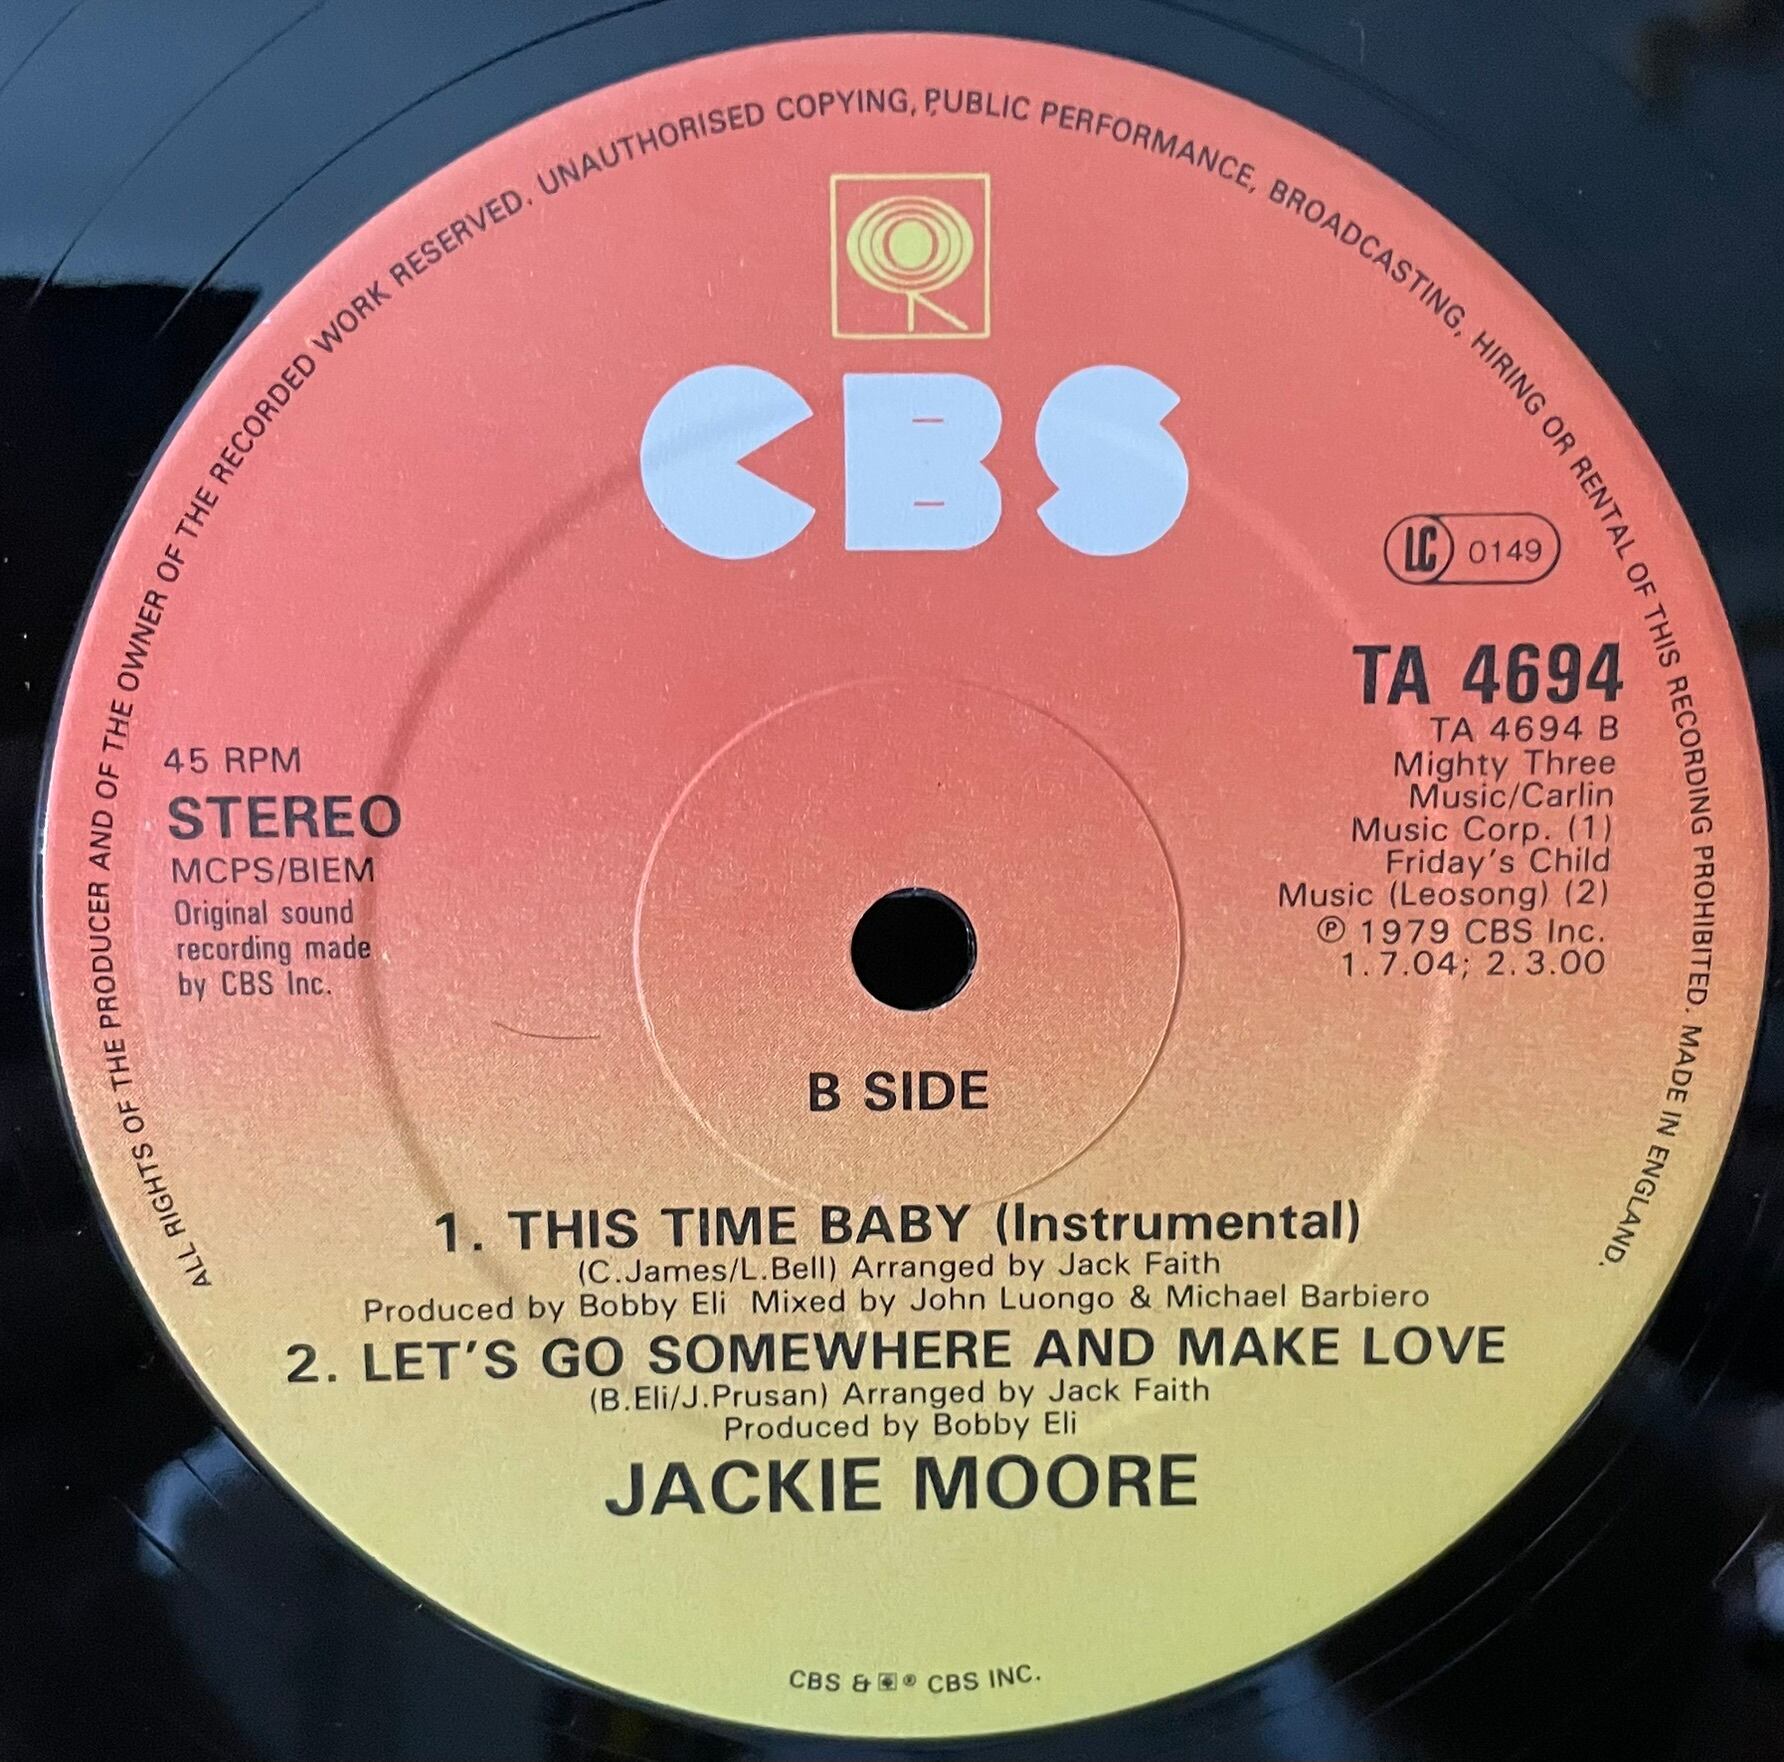 ALL RIGHTS OF THE PRODUCER AND OF THE OWNER OF THE RECORDED WORK RESERVED. UNAUTHORISED COPYING, PUBLIC PERFORMANCE, BROADCASTING, HIRING OR RENTAL OF THIS RECORDING PROHIBITED. MADE IN ENGLAND.
CBS
LC 0149
TA 4694
TA 4694 B
Mighty Three
Music/Carlin
Music Corp. (1)
Friday's Child
Music (Leosong) (2)
℗ 1979 CBS Inc.
1.7.04; 2.3.00
45 RPM
STEREO
MCPS/BIEM
Original sound
recording made
by CBS Inc.
B SIDE
1. THIS TIME BABY (Instrumental)
(C.James/L.Bell) Arranged by Jack Faith
Produced by Bobby Eli Mixed by John Luongo & Michael Barbiero
2. LET'S GO SOMEWHERE AND MAKE LOVE
(B.Eli/J.Prusan) Arranged by Jack Faith
Produced by Bobby Eli
JACKIE MOORE
CBS & ® CBS INC.